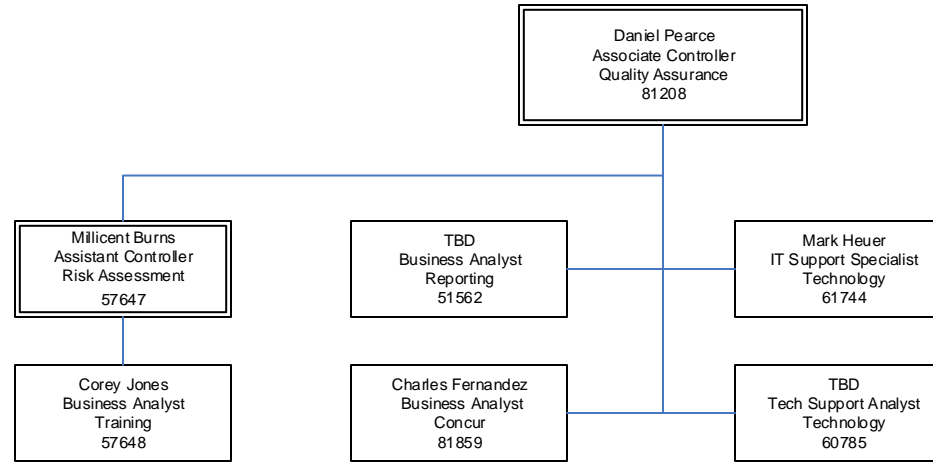 Daniel Pearce
Associate Controller
Quality Assurance
81208
Millicent Burns
Assistant Controller
Risk Assessment
57647
TBD
Business Analyst
Reporting
51562
Mark Heuer
IT Support Specialist
Technology
61744
Corey Jones
Business Analyst
Training
57648
Charles Fernandez
Business Analyst
Concur
81859
TBD
Tech Support Analyst
Technology
60785